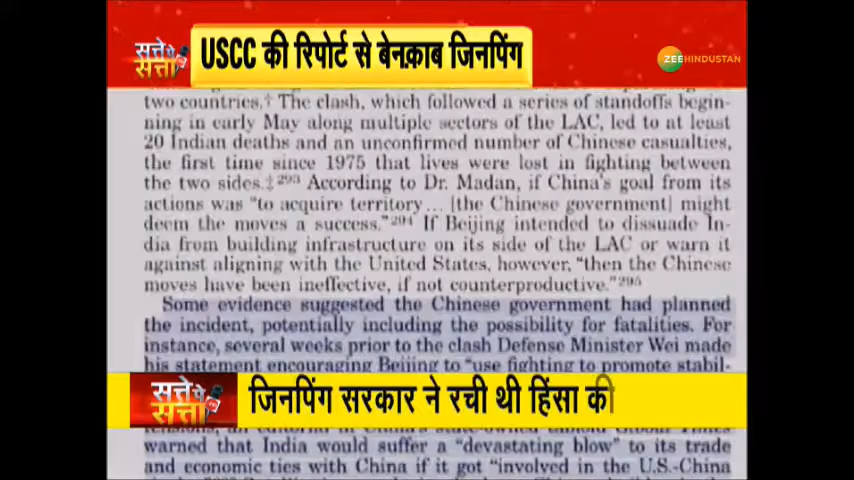 सत्ते पे
सत्ता
USCC की रिपोर्ट से बेनक़ाब जिनपिंग
ZEE HINDUSTAN
two countries.† The clash, which followed a series of standoffs begin-
ning in early May along multiple sectors of the LAC, led to at least
20 Indian deaths and an unconfirmed number of Chinese casualties,
the first time since 1975 that lives were lost in fighting between
the two sides.‡ 293 According to Dr. Madan, if China's goal from its
actions was "to acquire territory… [the Chinese government] might
deem the moves a success." 294 If Beijing intended to dissuade In-
dia from building infrastructure on its side of the LAC or warn it
against aligning with the United States, however, "then the Chinese
moves have been ineffective, if not counterproductive." 295
Some evidence suggested the Chinese government had planned
the incident, potentially including the possibility for fatalities. For
instance, several weeks prior to the clash Defense Minister Wei made
his statement encouraging Beijing to "use fighting to promote stabil-
सत्ते पे
सत्ता
जिनपिंग सरकार ने रची थी हिंसा की
warned that India would suffer a "devastating blow" to its trade
and economic ties with China if it got "involved in the U.S.-China